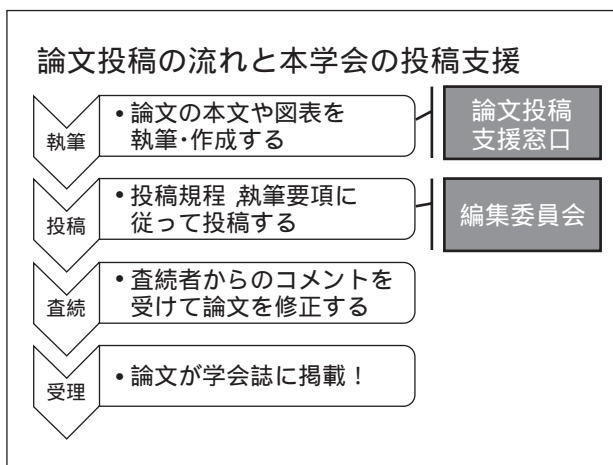 論文投稿の流れと本学会の投稿支援
執筆
•論文の本文や図表を
執筆・作成する
論文投稿
支援窓口
投稿
•投稿規程,執筆要項に
従って投稿する
編集委員会
査続
•査続者からのコメントを
受けて論文を修正する
受理
•論文が学会誌に掲載！